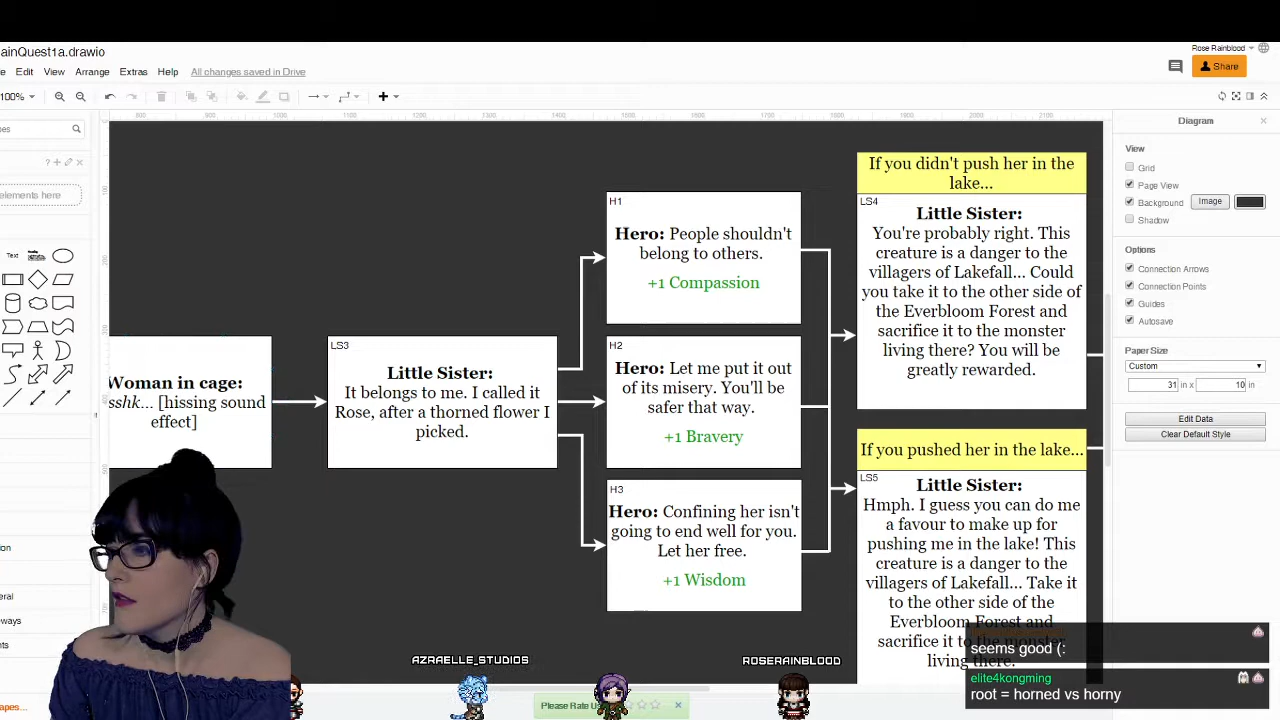 ainQuest1a.drawio
Rose Rainblood
Edit View Arrange Extras Help All changes saved in Drive
Share
100%
Diagram
View
Grid
Page View
Background
Image
Shadow
Options
Connection Arrows
Connection Points
Guides
Autosave
Paper Size
Custom
31 in x 10 in
Edit Data
Clear Default Style
elements here
Text
Woman in cage:
sshk... [hissing sound
effect]
LS3
Little Sister:
It belongs to me. I called it
Rose, after a thorned flower I
picked.
H1
Hero: People shouldn't
belong to others.
+1 Compassion
H2
Hero: Let me put it out
of its misery. You'll be
safer that way.
+1 Bravery
H3
Hero: Confining her isn't
going to end well for you.
Let her free.
+1 Wisdom
If you didn't push her in the
lake...
LS4
Little Sister:
You're probably right. This
creature is a danger to the
villagers of Lakefall... Could
you take it to the other side of
the Everbloom Forest and
sacrifice it to the monster
living there? You will be
greatly rewarded.
If you pushed her in the lake...
LS5
Little Sister:
Hmph. I guess you can do me
a favour to make up for
pushing me in the lake! This
creature is a danger to the
villagers of Lakefall... Take it
to the other side of the
Everbloom Forest and
sacrifice it to the monster
living there.
AZRAELLE_STUDIOS
ROSERAINBLOOD
Please Rate Us
seems good (:
elite4kongming
root = horned vs horny